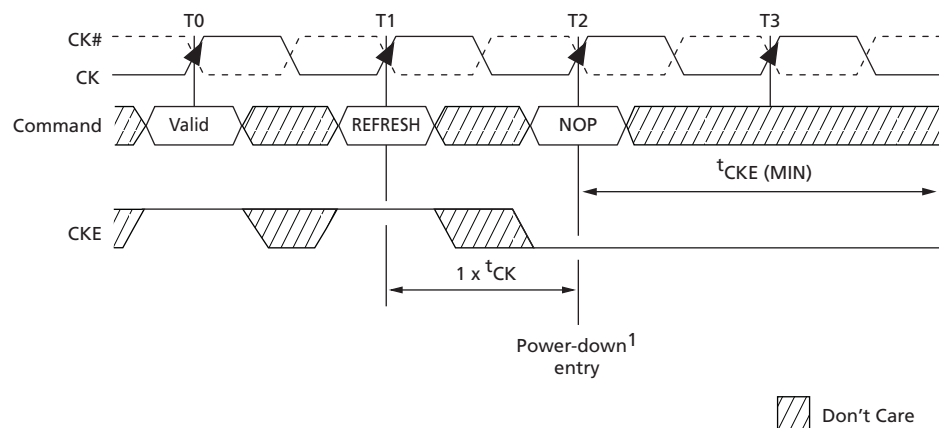 T0 T1 T2 T3
CK#
CK
Command Valid REFRESH NOP
tCKE (MIN)
CKE
1 x tCK
Power-down1
entry
Don't Care